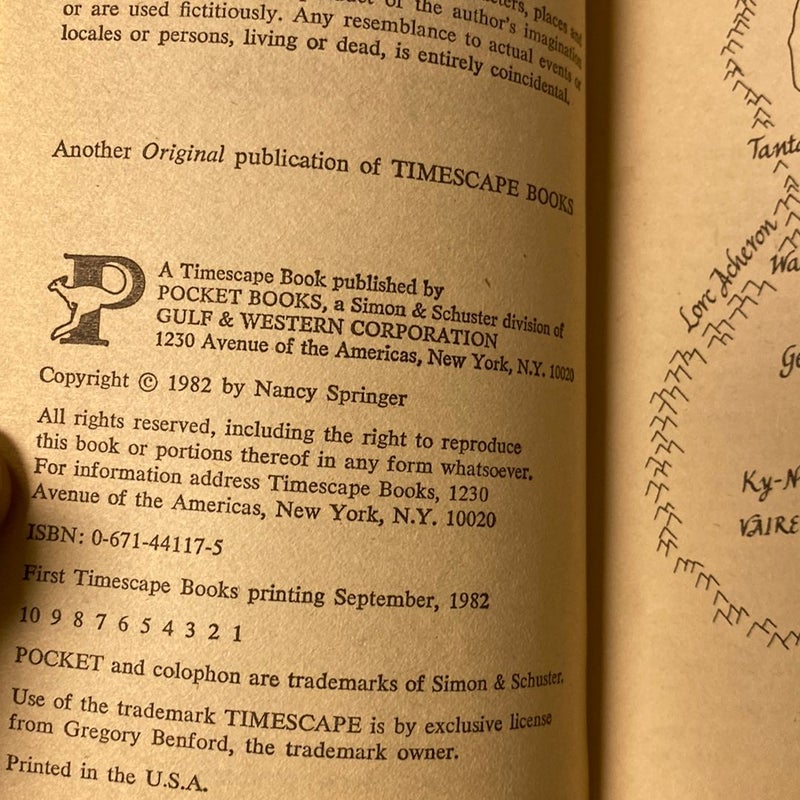 of the author's imagination
or are used fictitiously. Any resemblance to actual events or
locales or persons, living or dead, is entirely coincidental.
Another Original publication of TIMESCAPE BOOKS
P
A Timescape Book published by
POCKET BOOKS, a Simon & Schuster division of
GULF & WESTERN CORPORATION
1230 Avenue of the Americas, New York, N.Y. 10020
Copyright © 1982 by Nancy Springer
All rights reserved, including the right to reproduce
this book or portions thereof in any form whatsoever.
For information address Timescape Books, 1230
Avenue of the Americas, New York, N.Y. 10020
ISBN: 0-671-44117-5
First Timescape Books printing September, 1982
10 9 8 7 6 5 4 3 2 1
POCKET and colophon are trademarks of Simon & Schuster.
Use of the trademark TIMESCAPE is by exclusive license
from Gregory Benford, the trademark owner.
Printed in the U.S.A.
Lorc Acheron